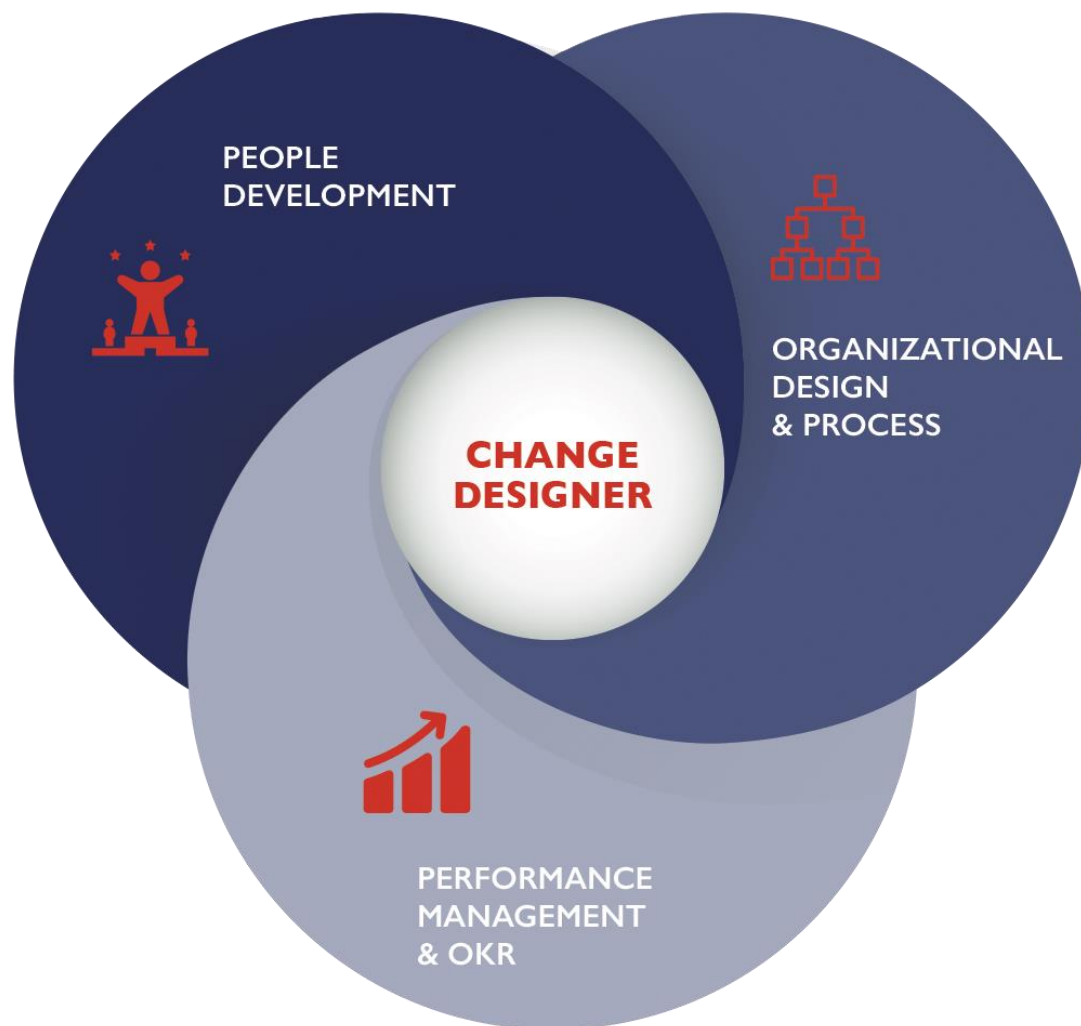 PEOPLE
DEVELOPMENT
ORGANIZATIONAL
DESIGN
& PROCESS
CHANGE
DESIGNER
PERFORMANCE
MANAGEMENT
& OKR